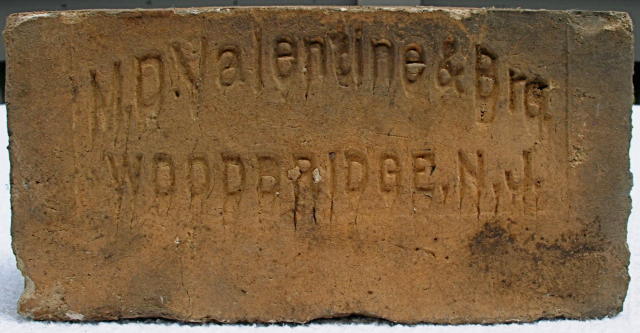 M.D.Valentine & Bro.
WOODBRIDGE, N.J.